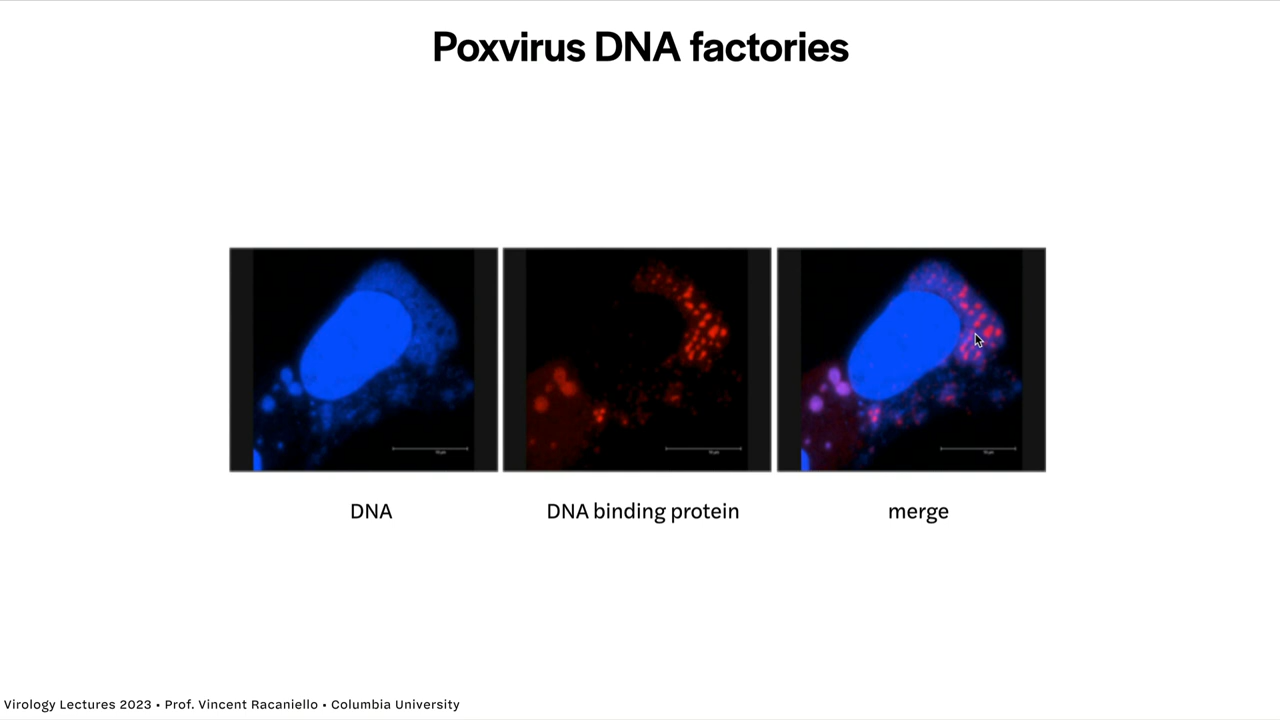 Poxvirus DNA factories
DNA
DNA binding protein
merge
Virology Lectures 2023 • Prof. Vincent Racaniello • Columbia University